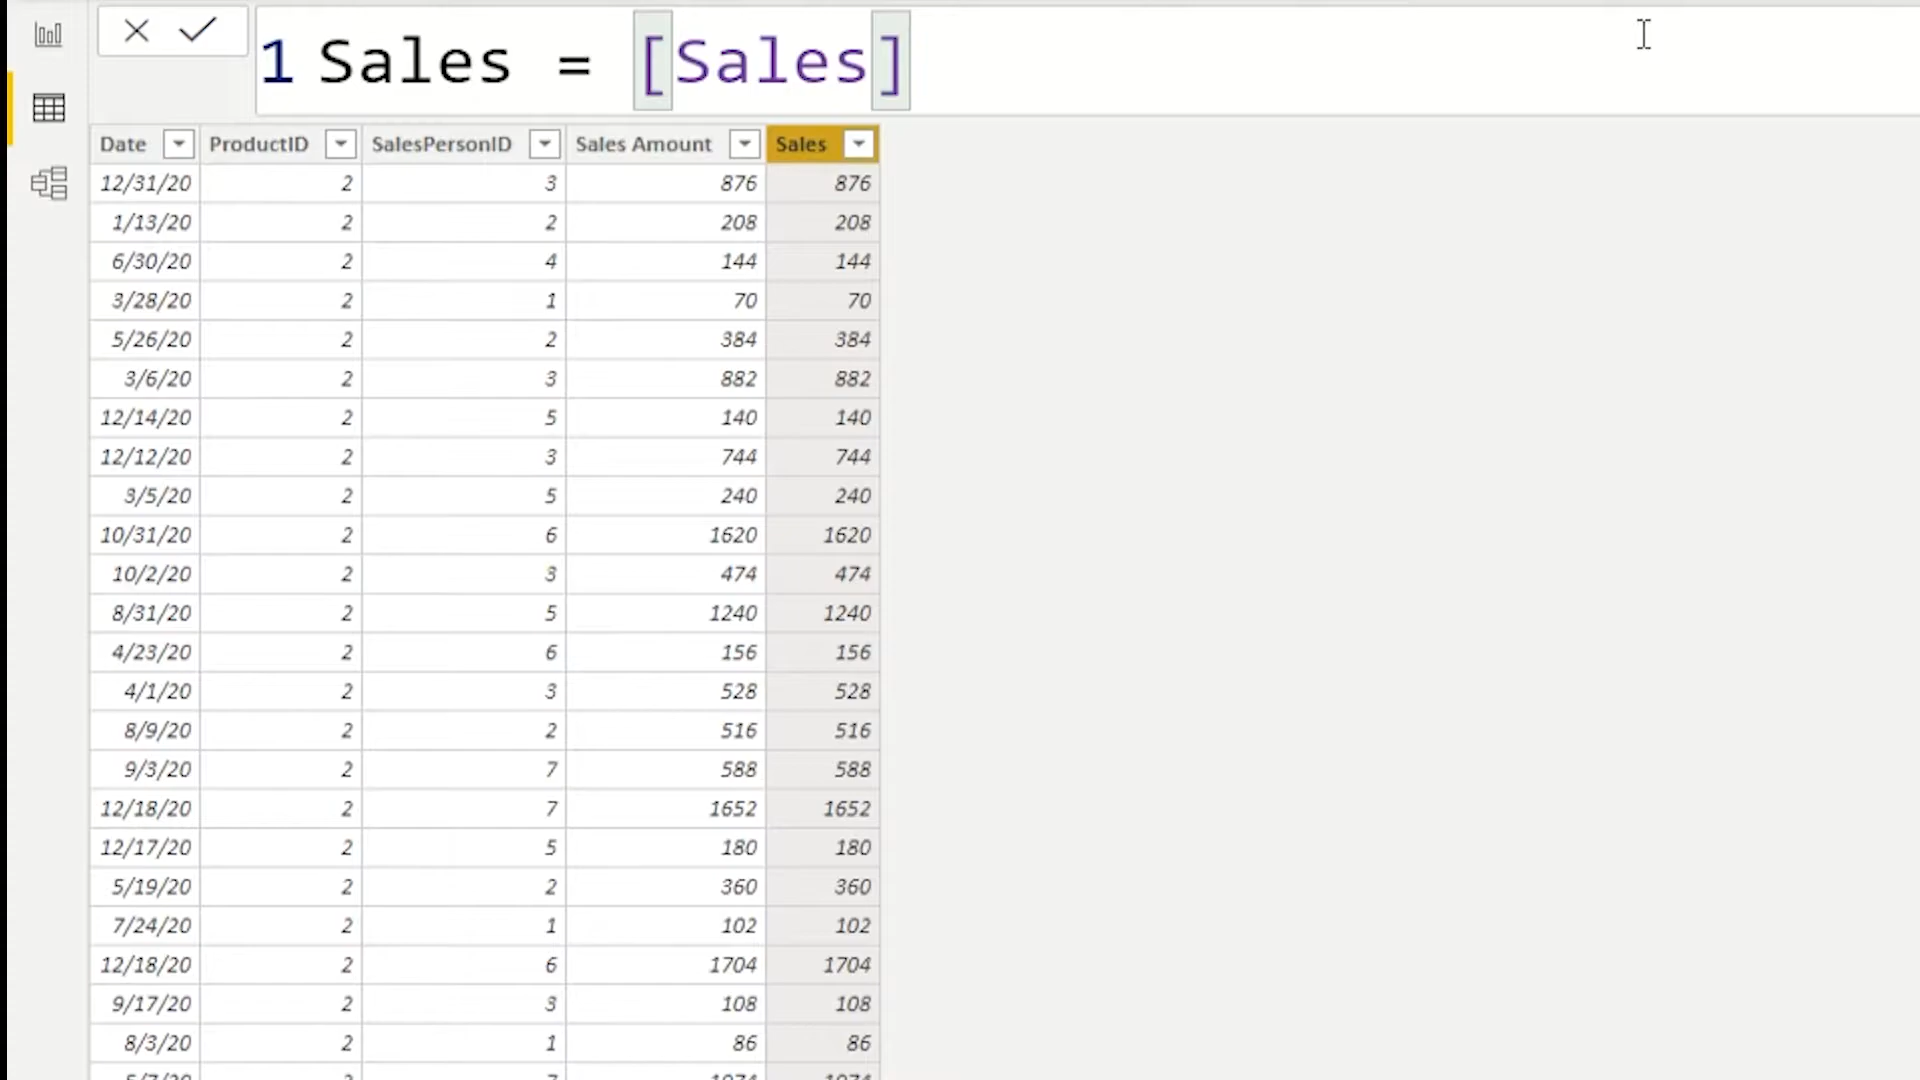 1 Sales = [Sales]
Date ProductID SalesPersonID Sales Amount Sales
12/31/20 2 3 876 876
1/13/20 2 2 208 208
6/30/20 2 4 144 144
3/28/20 2 1 70 70
5/26/20 2 2 384 384
3/6/20 2 3 882 882
12/14/20 2 5 140 140
12/12/20 2 3 744 744
3/5/20 2 5 240 240
10/31/20 2 6 1620 1620
10/2/20 2 3 474 474
8/31/20 2 5 1240 1240
4/23/20 2 6 156 156
4/1/20 2 3 528 528
8/9/20 2 2 516 516
9/3/20 2 7 588 588
12/18/20 2 7 1652 1652
12/17/20 2 5 180 180
5/19/20 2 2 360 360
7/24/20 2 1 102 102
12/18/20 2 6 1704 1704
9/17/20 2 3 108 108
8/3/20 2 1 86 86